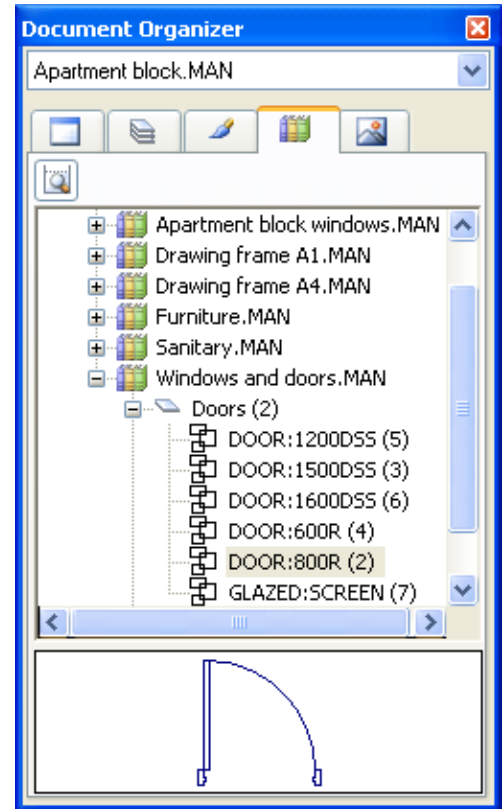 Document Organizer
Apartment block.MAN
Apartment block windows.MAN
Drawing frame A1.MAN
Drawing frame A4.MAN
Furniture.MAN
Sanitary.MAN
Windows and doors.MAN
Doors (2)
DOOR:1200DSS (5)
DOOR:1500DSS (3)
DOOR:1600DSS (6)
DOOR:600R (4)
DOOR:800R (2)
GLAZED:SCREEN (7)